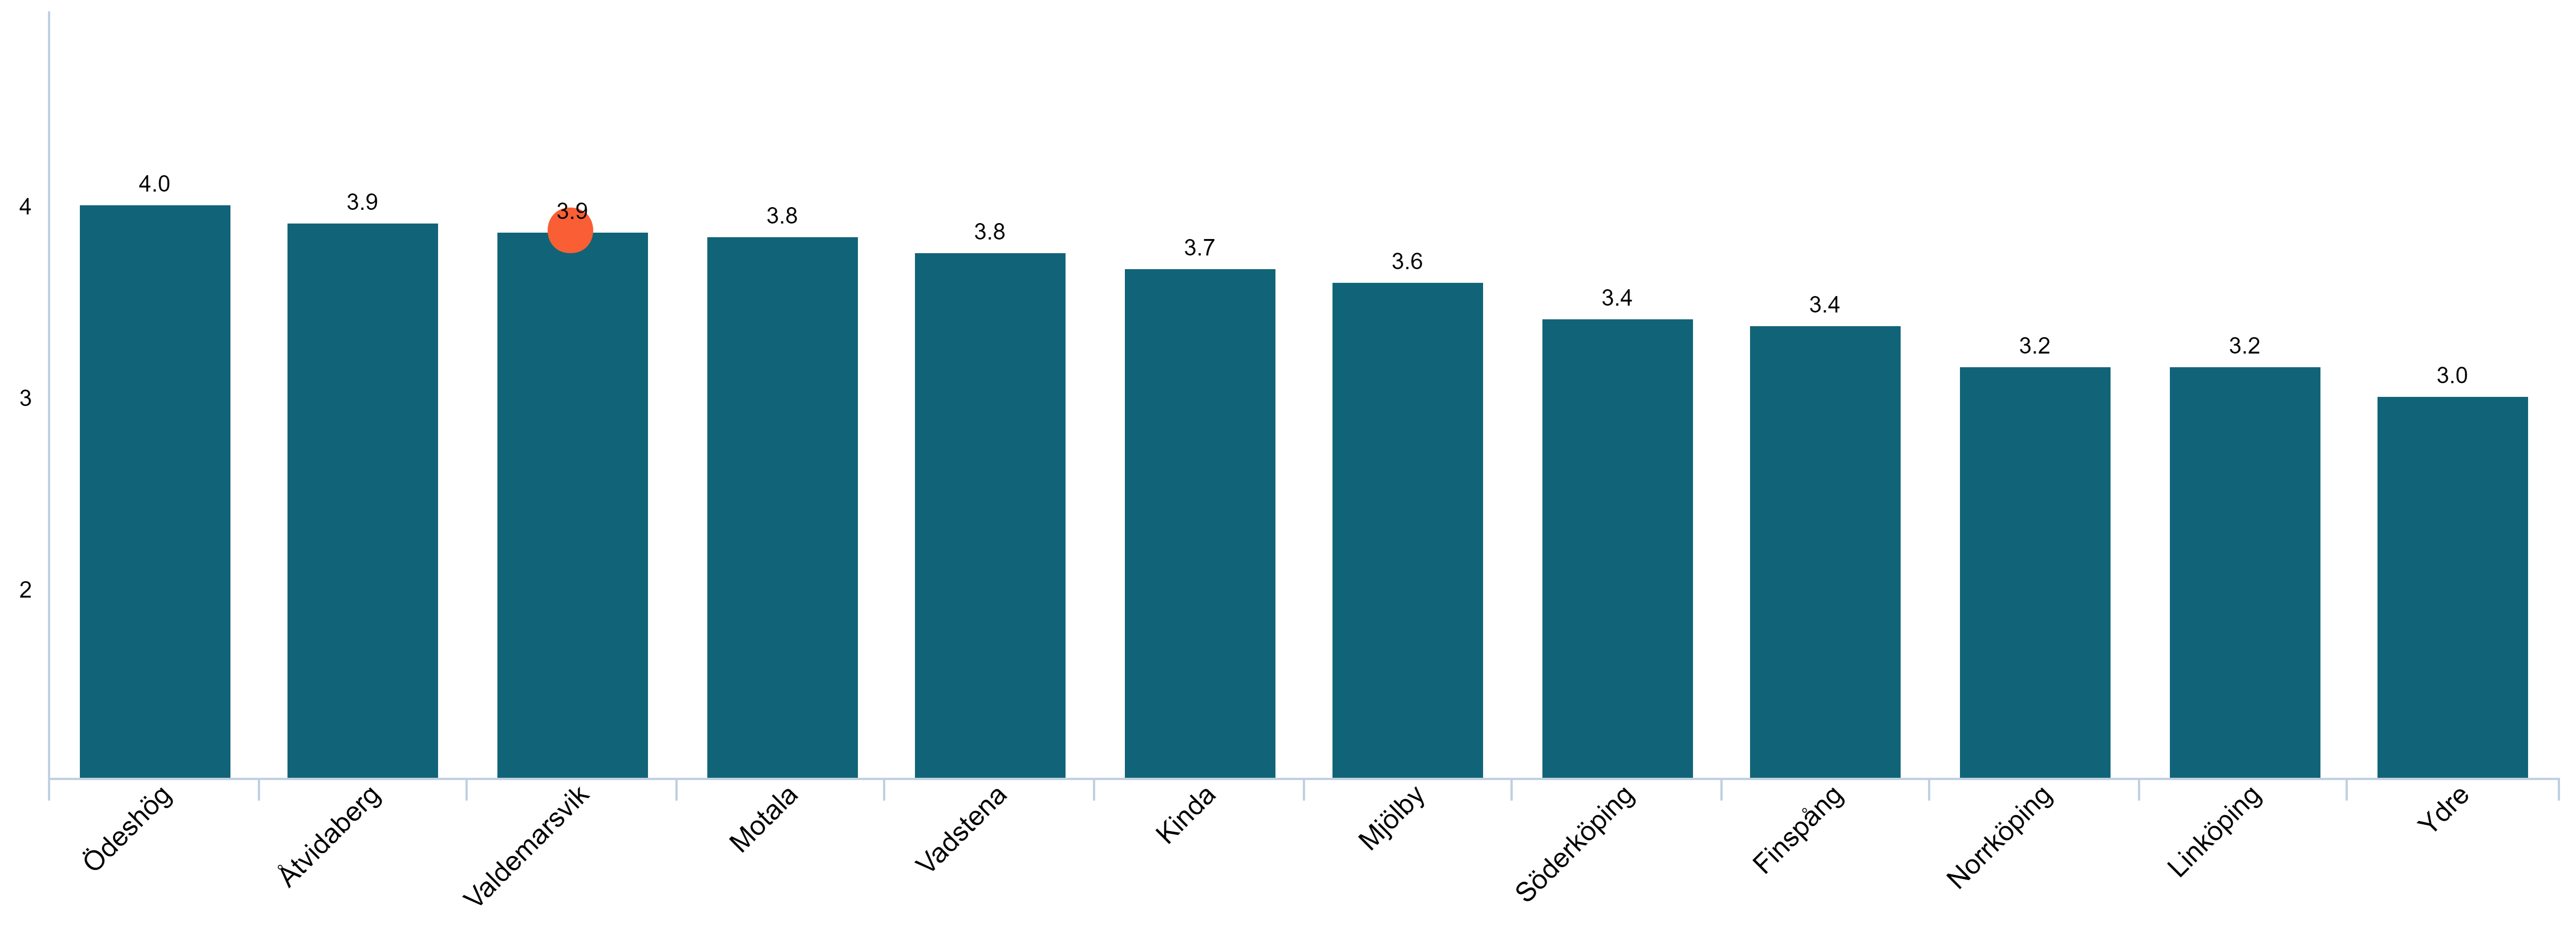 4.0
3.9
3.9
3.8
3.8
3.7
3.6
3.4
3.4
3.2
3.2
3.0
4
3
2
Ödeshög
Åtvidaberg
Valdemarsvik
Motala
Vadstena
Kinda
Mjölby
Söderköping
Finspång
Norrköping
Linköping
Ydre